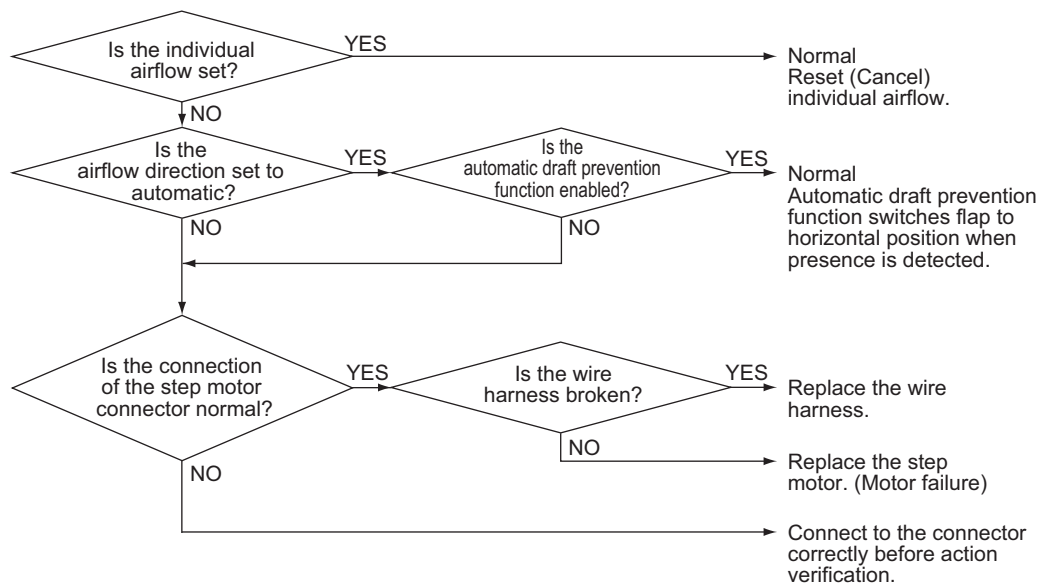 Is the individual
airflow set?
YES
Normal
Reset (Cancel)
individual airflow.
NO
Is the
airflow direction set to
automatic?
YES
Is the
automatic draft prevention
function enabled?
YES
Normal
Automatic draft prevention
function switches flap to
horizontal position when
presence is detected.
NO
NO
Is the connection
of the step motor
connector normal?
YES
Is the wire
harness broken?
YES
Replace the wire
harness.
NO
Replace the step
motor. (Motor failure)
NO
Connect to the connector
correctly before action
verification.